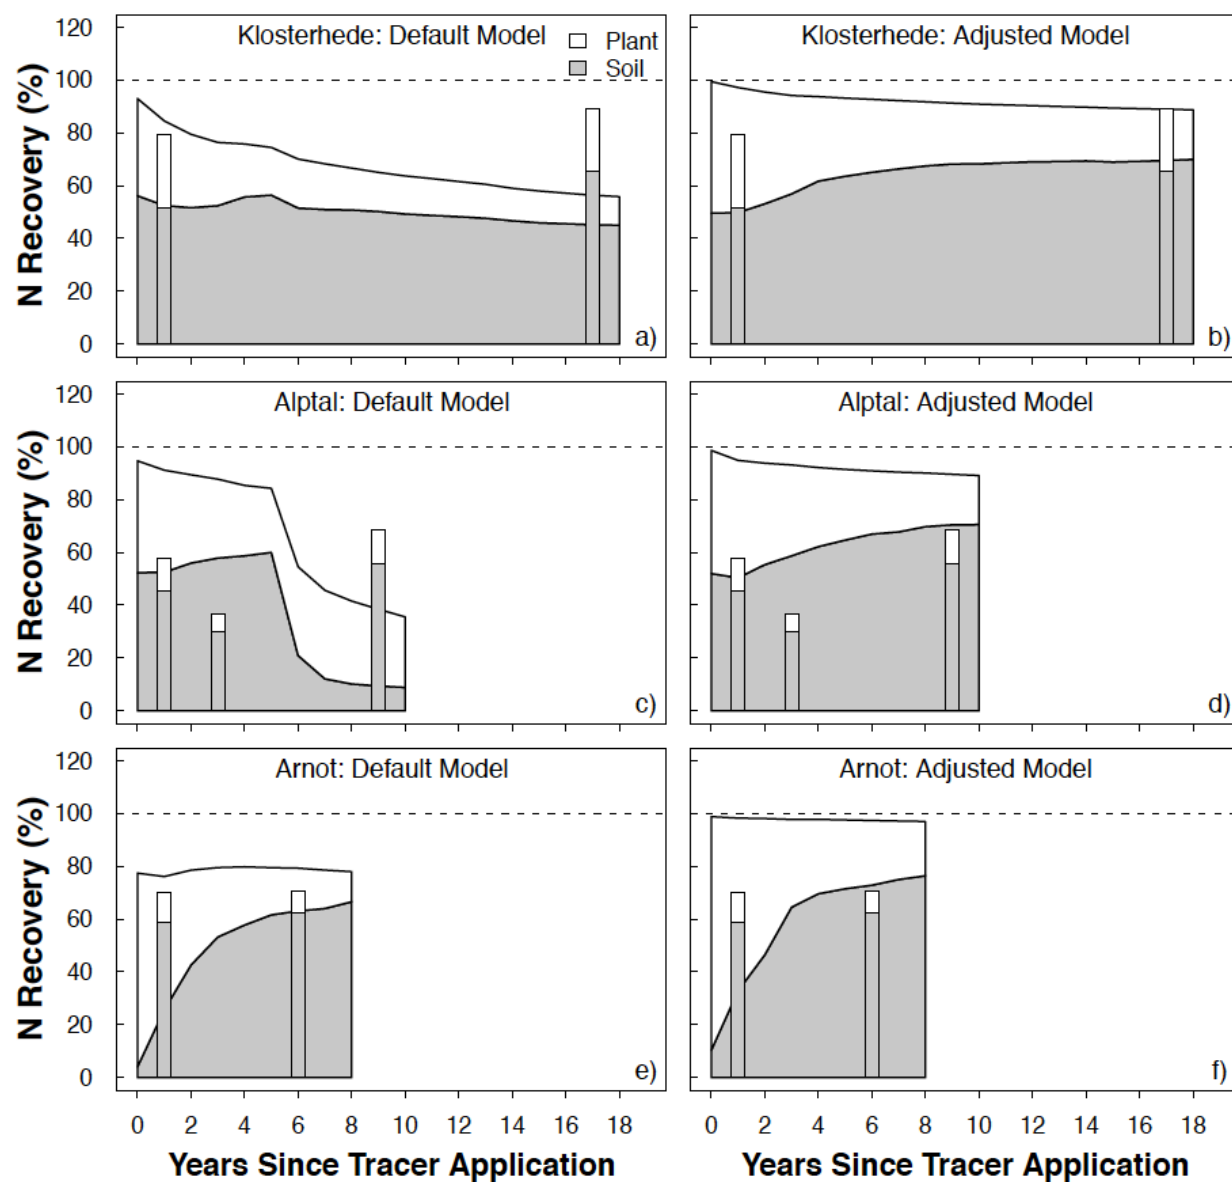 Klosterhede: Default Model
Plant
Soil
N Recovery (%)
120
100
80
60
40
20
0
a)
Klosterhede: Adjusted Model
b)
Alptal: Default Model
N Recovery (%)
120
100
80
60
40
20
0
c)
Alptal: Adjusted Model
d)
Arnot: Default Model
N Recovery (%)
120
100
80
60
40
20
0
e)
Arnot: Adjusted Model
f)
0 2 4 6 8 10 12 14 16 18
0 2 4 6 8 10 12 14 16 18
Years Since Tracer Application
Years Since Tracer Application